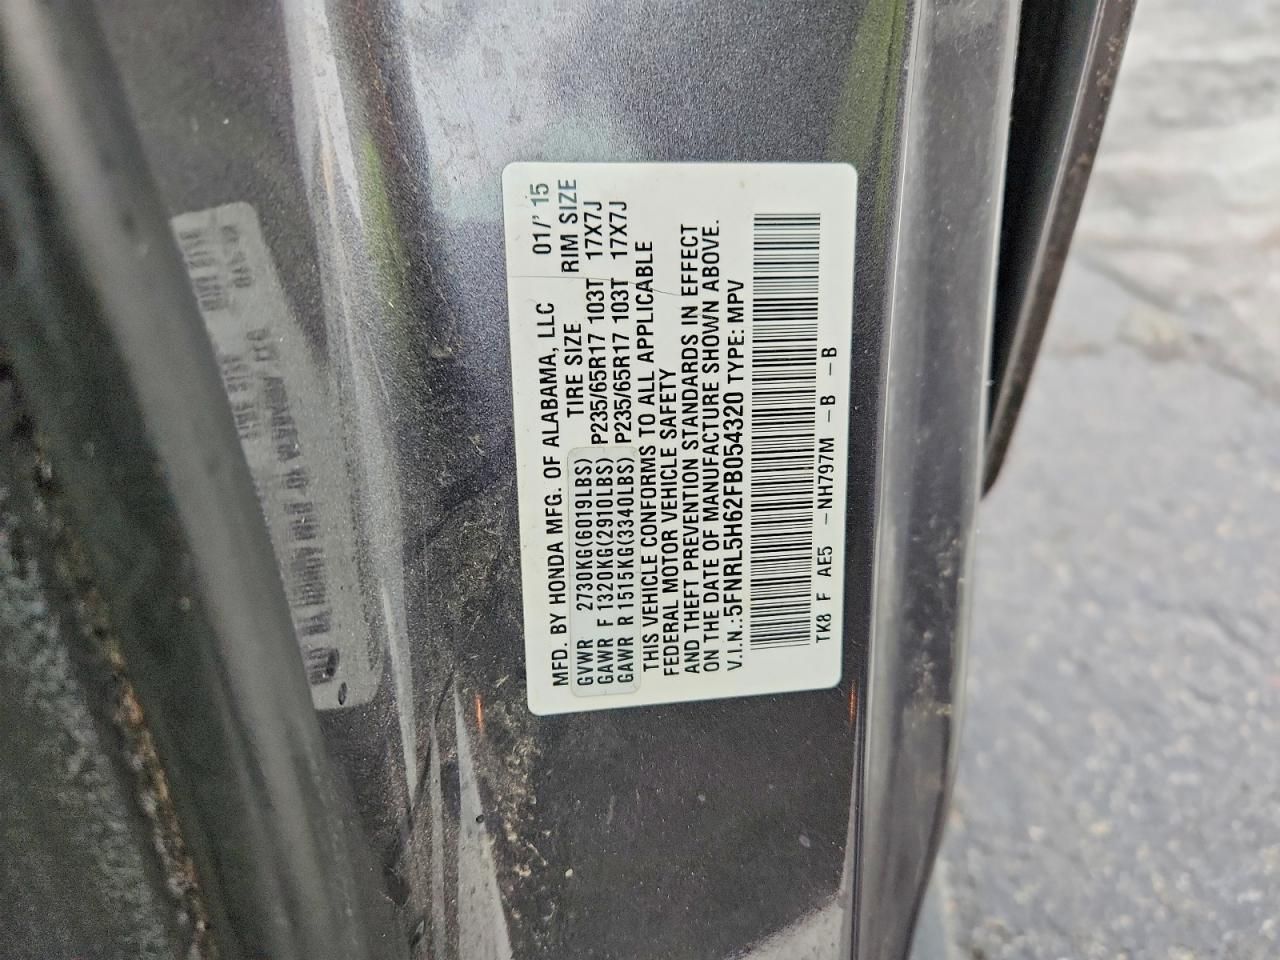 MFD. BY HONDA MFG. OF ALABAMA, LLC 01/' 15
TIRE SIZE RIM SIZE
GVWR 2730KG(6019LBS)
GAWR F 1320KG(2910LBS) P235/65R17 103T 17X7J
GAWR R 1515KG(3340LBS) P235/65R17 103T 17X7J
THIS VEHICLE CONFORMS TO ALL APPLICABLE
FEDERAL MOTOR VEHICLE SAFETY
AND THEFT PREVENTION STANDARDS IN EFFECT
ON THE DATE OF MANUFACTURE SHOWN ABOVE.
V.I.N.:5FNRL5H62FB054320 TYPE: MPV
TK8 F AE5 -NH797M -B -B